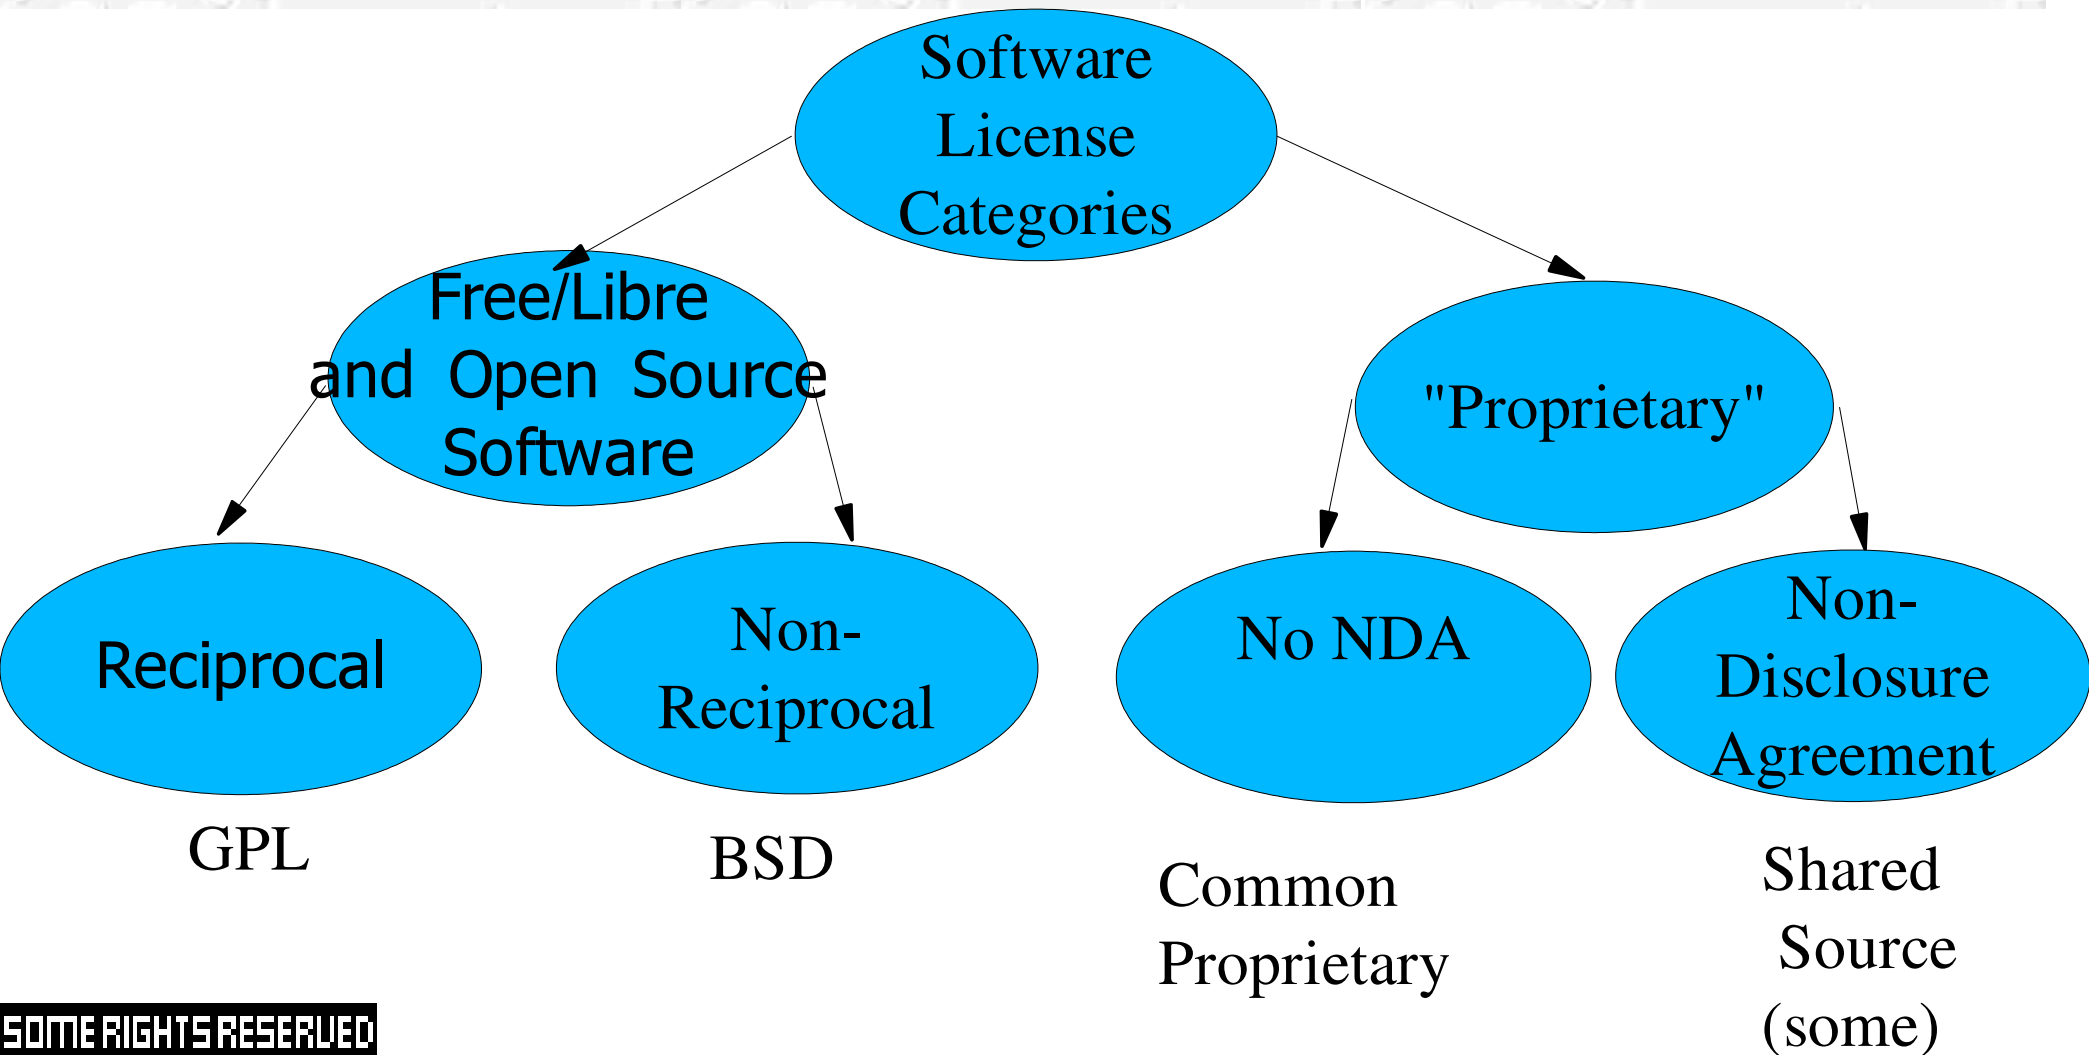 Software
License
Categories
Free/Libre
and Open Source
Software
"Proprietary"
Reciprocal
Non-
Reciprocal
No NDA
Non-
Disclosure
Agreement
GPL
BSD
Common
Proprietary
Shared
Source
(some)
SOME RIGHTS RESERVED